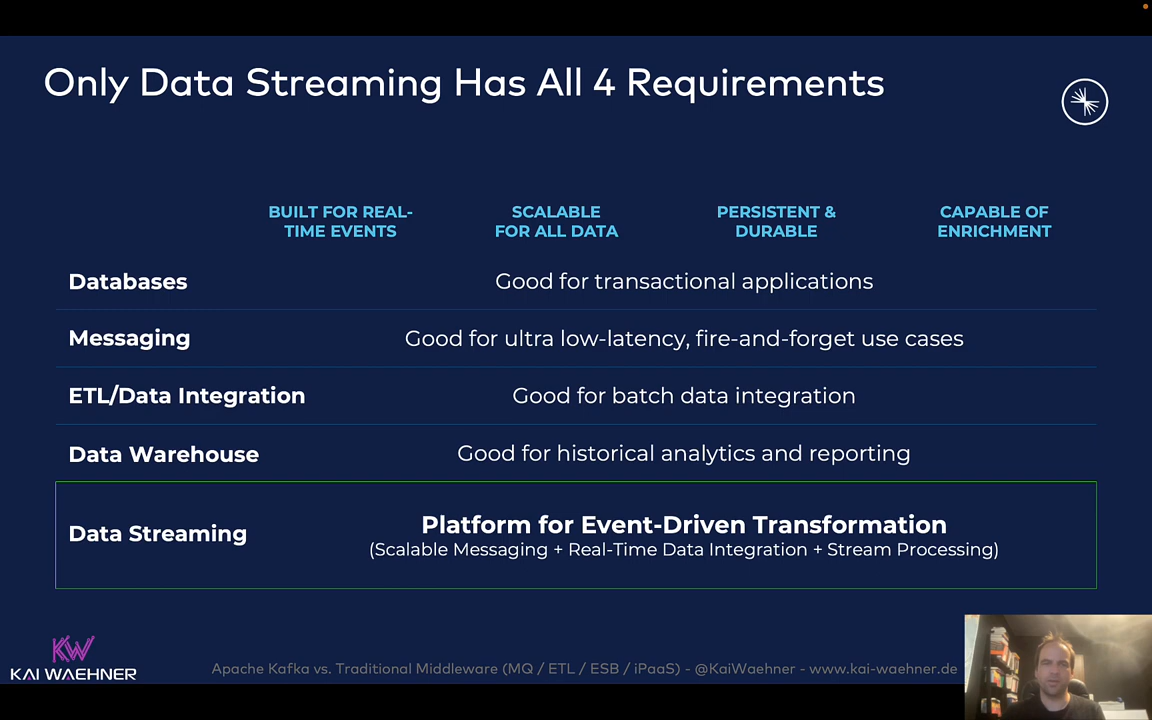 Only Data Streaming Has All 4 Requirements
BUILT FOR REAL-
TIME EVENTS
SCALABLE
FOR ALL DATA
PERSISTENT &
DURABLE
CAPABLE OF
ENRICHMENT
Databases
Good for transactional applications
Messaging
Good for ultra low-latency, fire-and-forget use cases
ETL/Data Integration
Good for batch data integration
Data Warehouse
Good for historical analytics and reporting
Data Streaming
Platform for Event-Driven Transformation
(Scalable Messaging + Real-Time Data Integration + Stream Processing)
KW
KAI WAEHNER
Apache Kafka vs. Traditional Middleware (MQ / ETL / ESB / iPaaS) - @KaiWaehner - www.kai-waehner.de